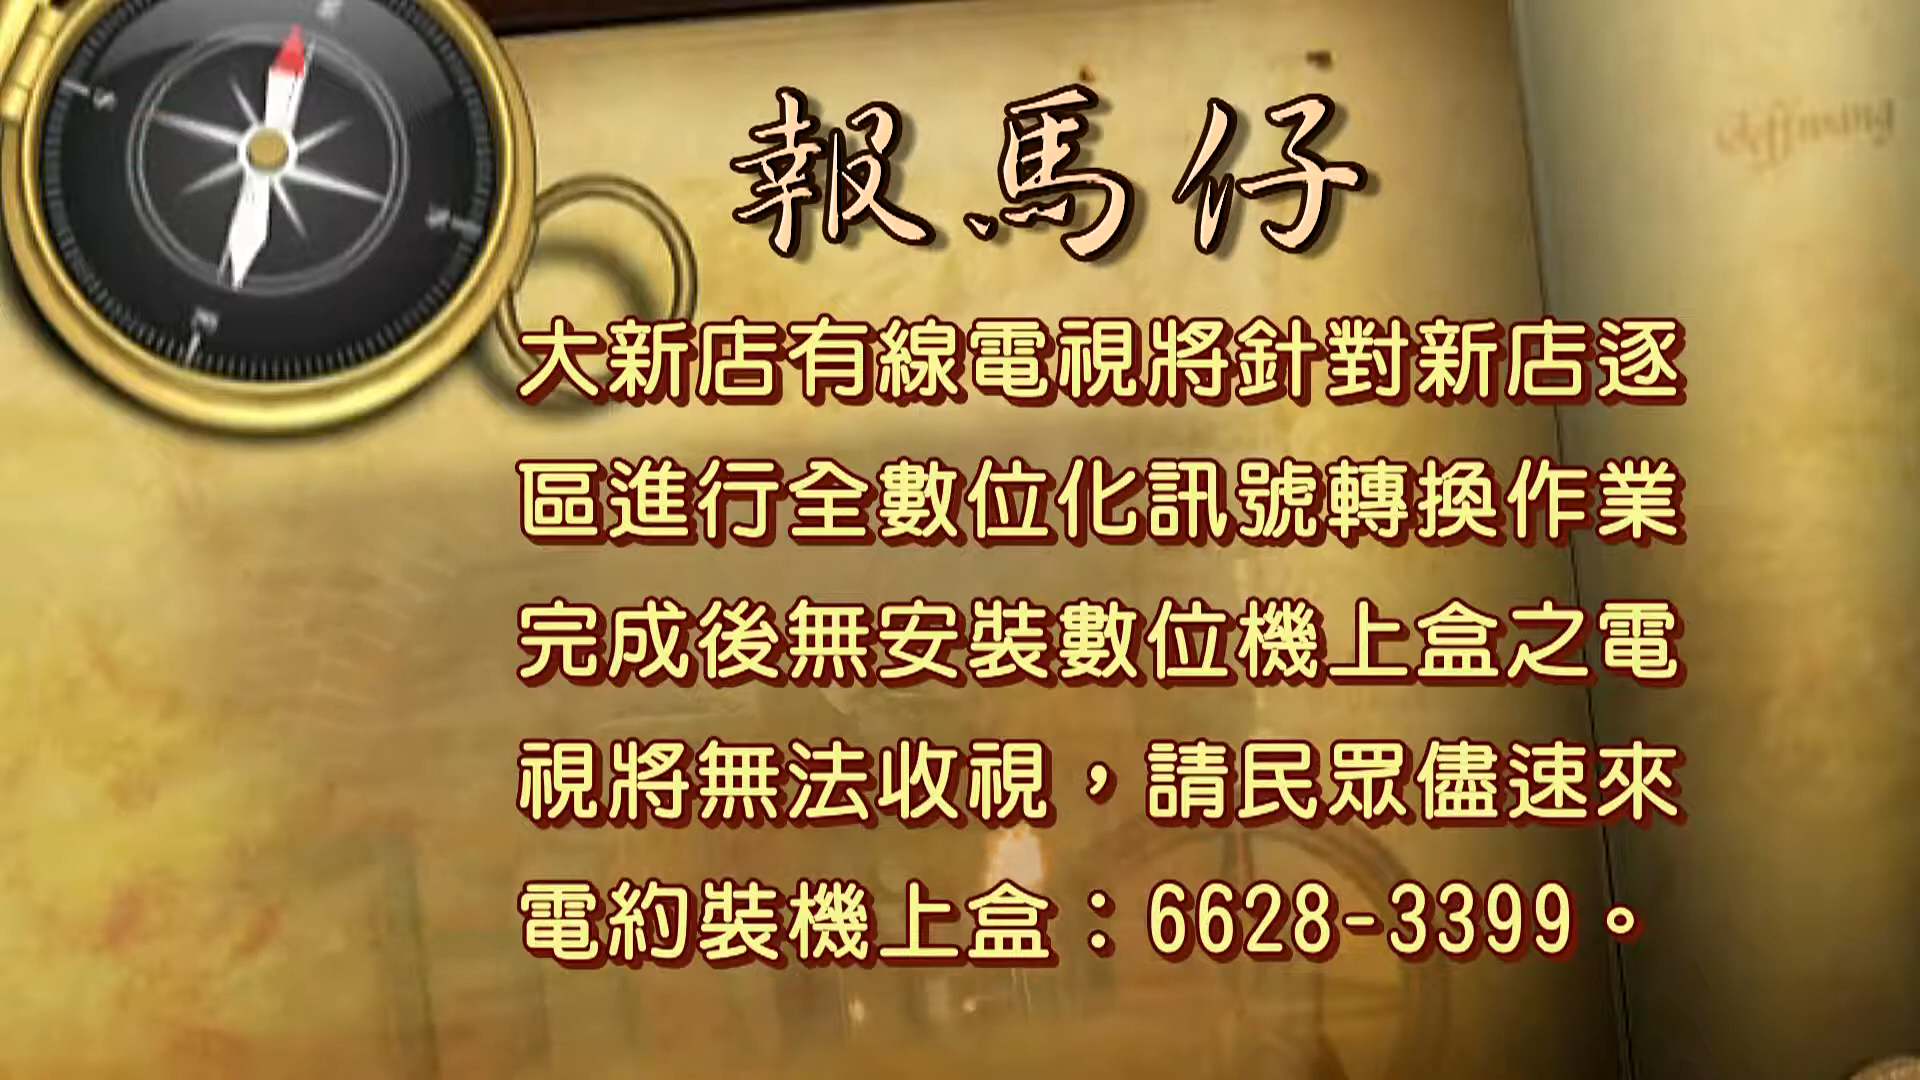 報馬仔
大新店有線電視將針對新店逐
區進行全數位化訊號轉換作業
完成後無安裝數位機上盒之電
視將無法收視，請民眾儘速來
電約裝機上盒：6628-3399。